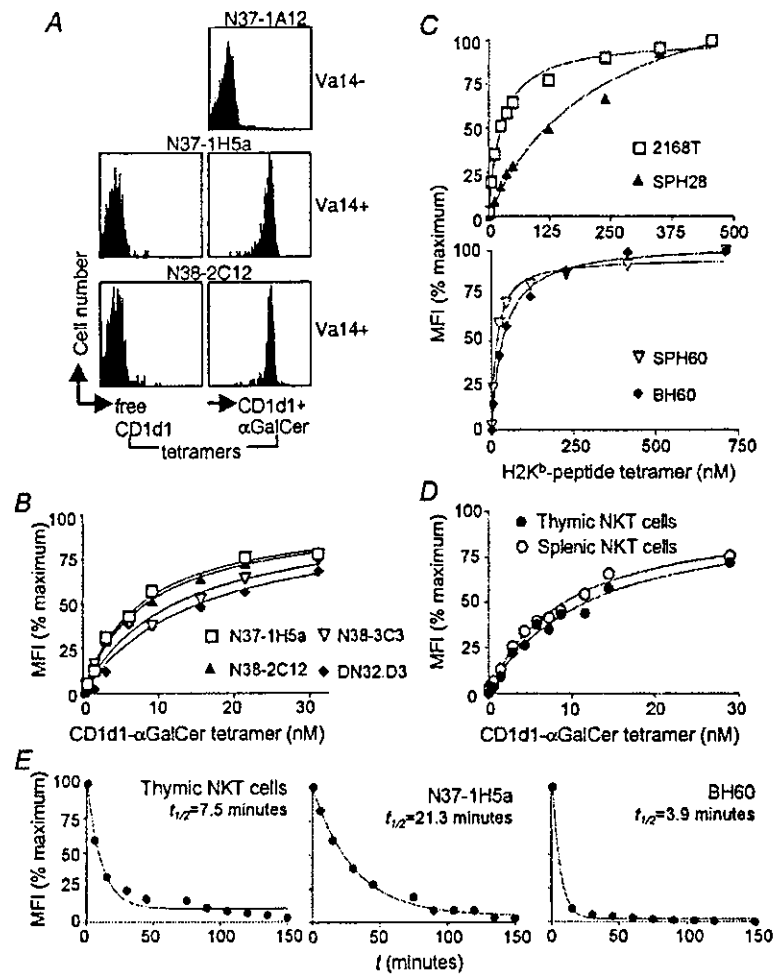 A
N37-1A12
Va14-
N37-1H5a
Va14+
N38-2C12
Va14+
Cell number
free
CD1d1
CD1d1+
αGalCer
tetramers
B
MFI (% maximum)
100
75
50
25
0
0 10 20 30
N37-1H5a
N38-3C3
N38-2C12
DN32.D3
CD1d1-αGalCer tetramer (nM)
C
MFI (% maximum)
100
75
50
25
0
0 125 250 375 500
2168T
SPH28
100
75
50
25
0
0 250 500 750
SPH60
BH60
H2Kᵇ-peptide tetramer (nM)
D
MFI (% maximum)
100
75
50
25
0
0 10 20 30
Thymic NKT cells
Splenic NKT cells
CD1d1-αGalCer tetramer (nM)
E
MFI (% maximum)
100
75
50
25
0
Thymic NKT cells
t1/2=7.5 minutes
0 50 100 150
N37-1H5a
t1/2=21.3 minutes
0 50 100 150
BH60
t1/2=3.9 minutes
0 50 100 150
t (minutes)